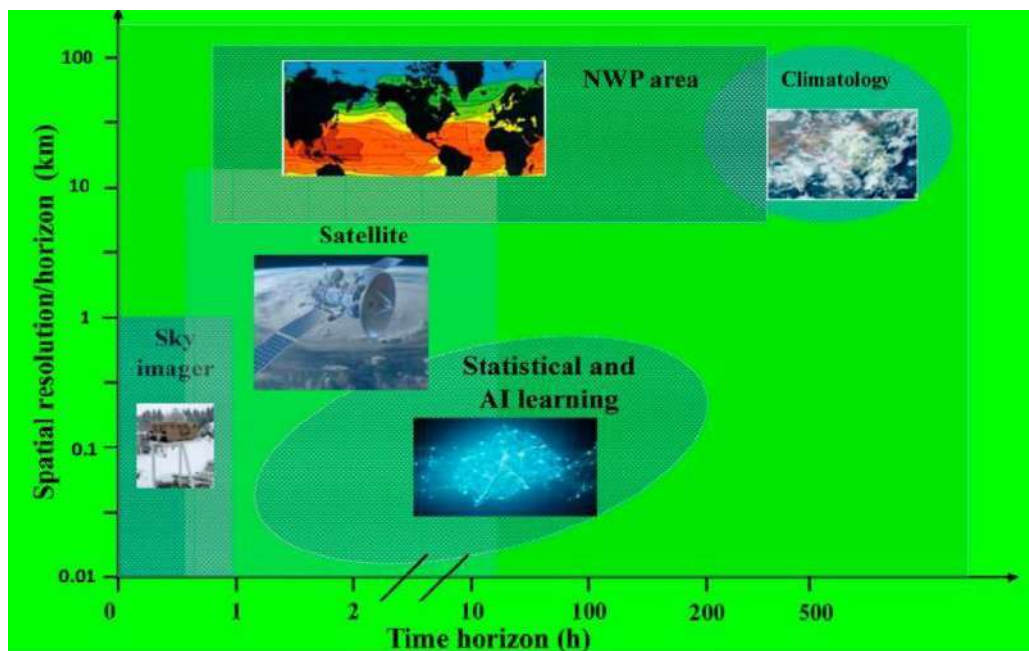 Spatial resolution/horizon (km)
100
10
1
0.1
0.01
NWP area
Climatology
Satellite
Sky
imager
Statistical and
AI learning
0
1
2
10
100
200
500
Time horizon (h)